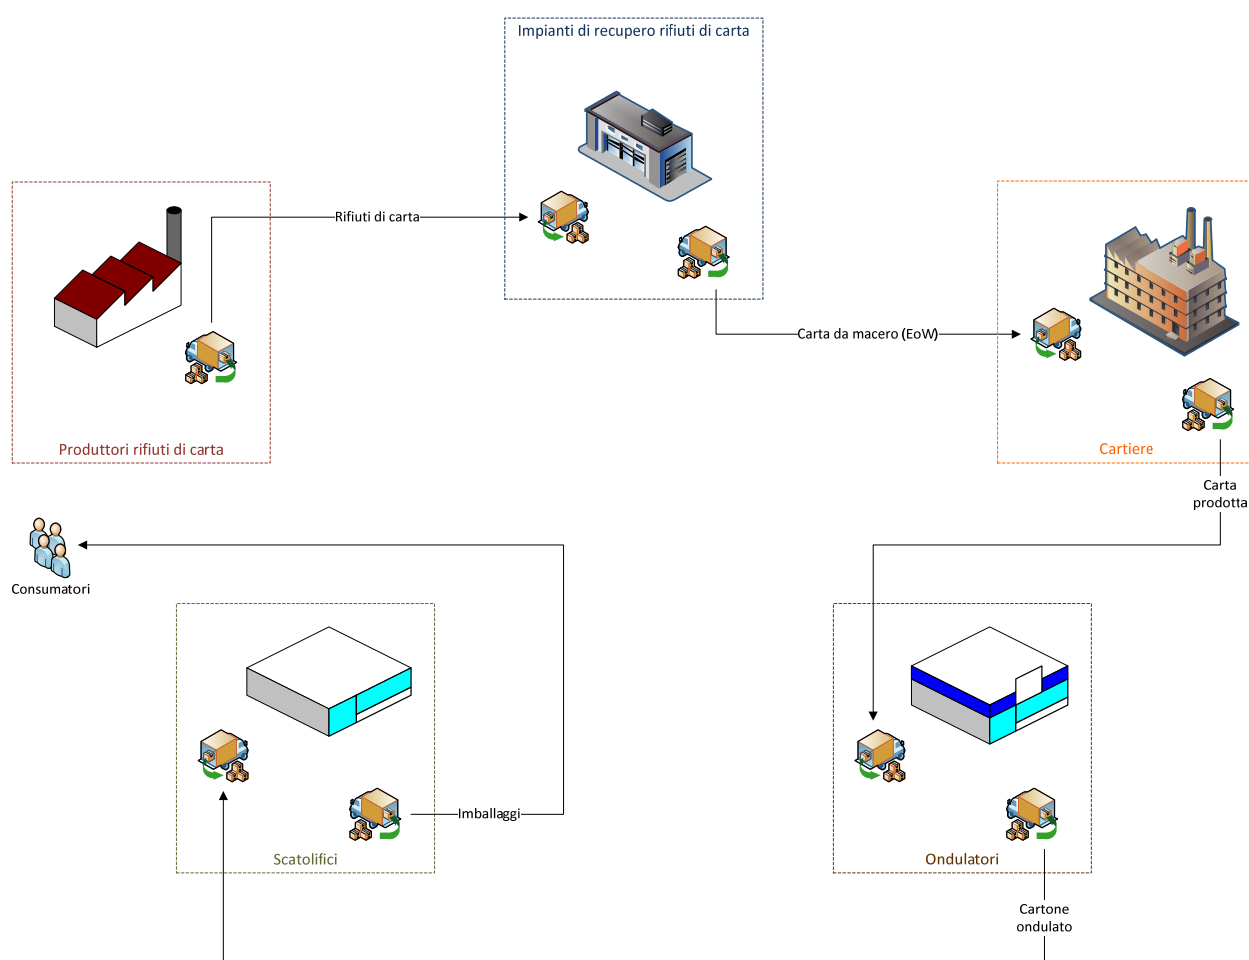 Impianti di recupero rifiuti di carta
Rifiuti di carta
Carta da macero (EoW)
Produttori rifiuti di carta
Cartiere
Carta
prodotta
Consumatori
Imballaggi
Scatolifici
Ondulatori
Cartone
ondulato